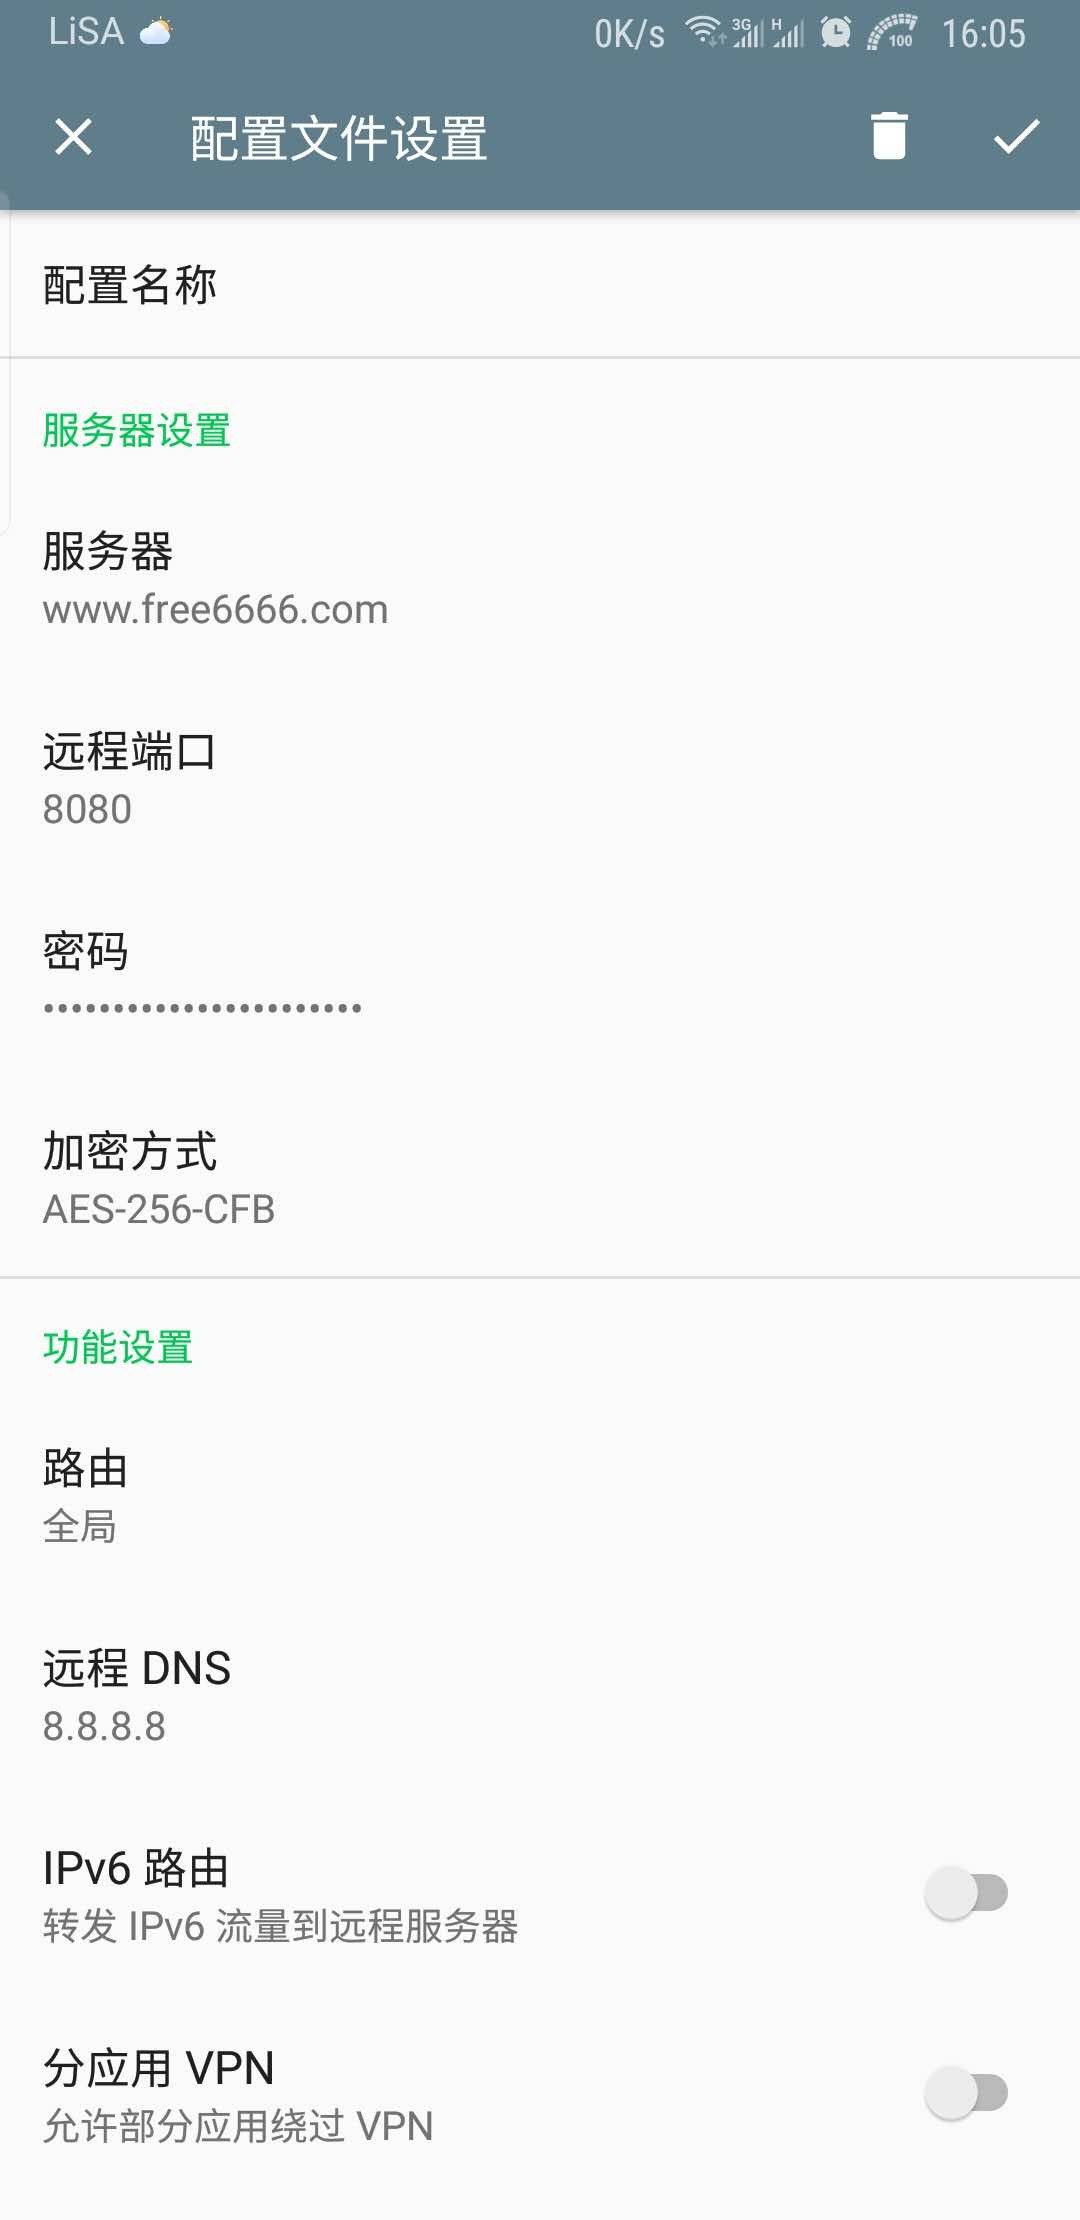 LiSA 0K/s 3G H 100 16:05
配置文件设置
配置名称
服务器设置
服务器
www.free6666.com
远程端口
8080
密码
•••••••••••••••••••••••
加密方式
AES-256-CFB
功能设置
路由
全局
远程 DNS
8.8.8.8
IPv6 路由
转发 IPv6 流量到远程服务器
分应用 VPN
允许部分应用绕过 VPN